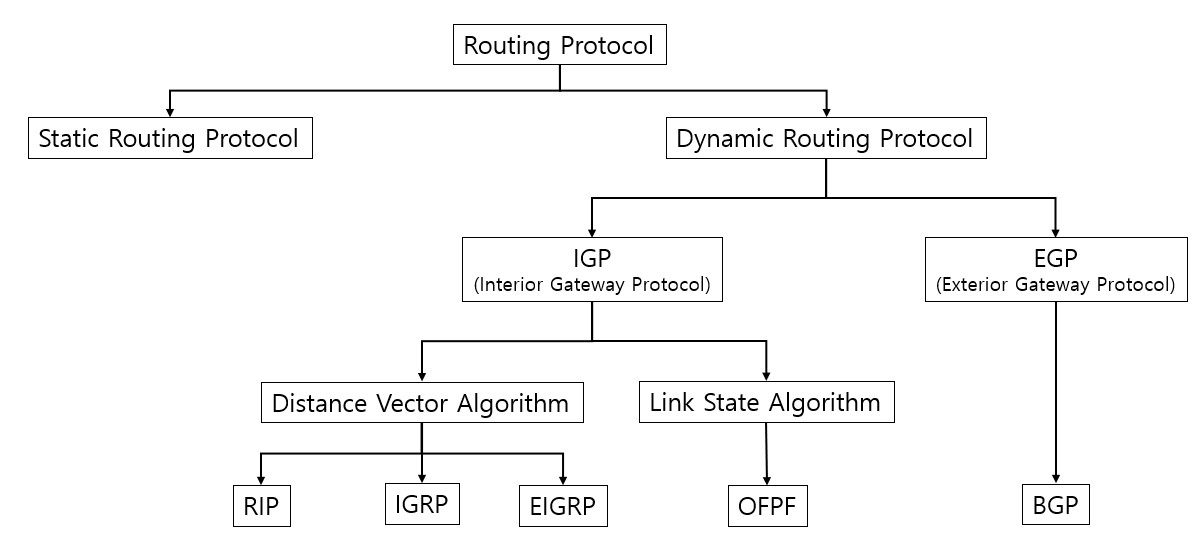 Routing Protocol
Static Routing Protocol
Dynamic Routing Protocol
IGP
(Interior Gateway Protocol)
EGP
(Exterior Gateway Protocol)
Distance Vector Algorithm
Link State Algorithm
RIP
IGRP
EIGRP
OFPF
BGP